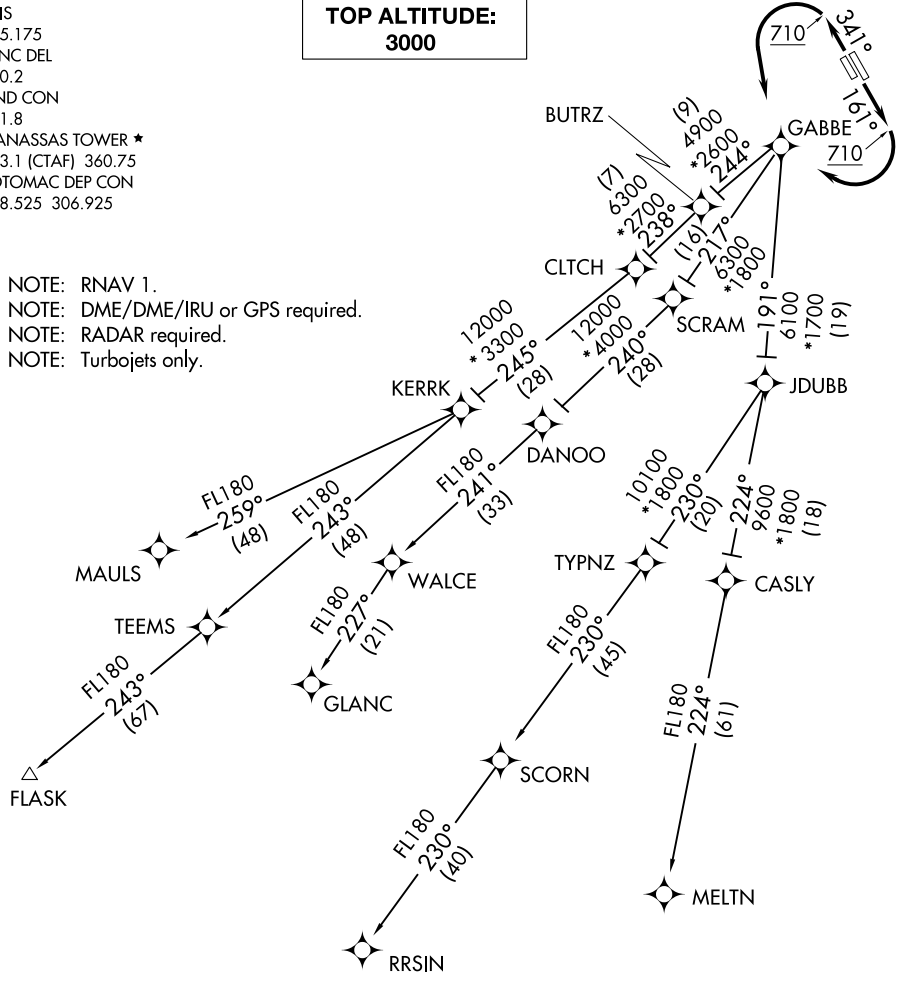 5.175
NC DEL
0.2
ND CON
1.8
ANASSAS TOWER ★
3.1 (CTAF) 360.75
OTOMAC DEP CON
8.525 306.925
TOP ALTITUDE:
3000
NOTE: RNAV 1.
NOTE: DME/DME/IRU or GPS required.
NOTE: RADAR required.
NOTE: Turbojets only.
710
341°
161°
710
GABBE
BUTRZ
(9)
4900
*2600
244°
(7)
6300
*2700
238°
CLTCH
(16)
217°
6300
*1800
SCRAM
191°
6100
*1700
(19)
JDUBB
12000
*3300
245°
(28)
KERRK
12000
*4000
240°
(28)
DANOO
FL180
259°
(48)
MAULS
FL180
243°
(48)
TEEMS
FL180
241°
(33)
WALCE
FL180
227°
(21)
GLANC
FL180
243°
(67)
FLASK
10100
*1800
230°
(20)
TYPNZ
224°
9600
*1800
(18)
CASLY
FL180
230°
(45)
SCORN
FL180
224°
(61)
MELTN
FL180
230°
(40)
RRSIN